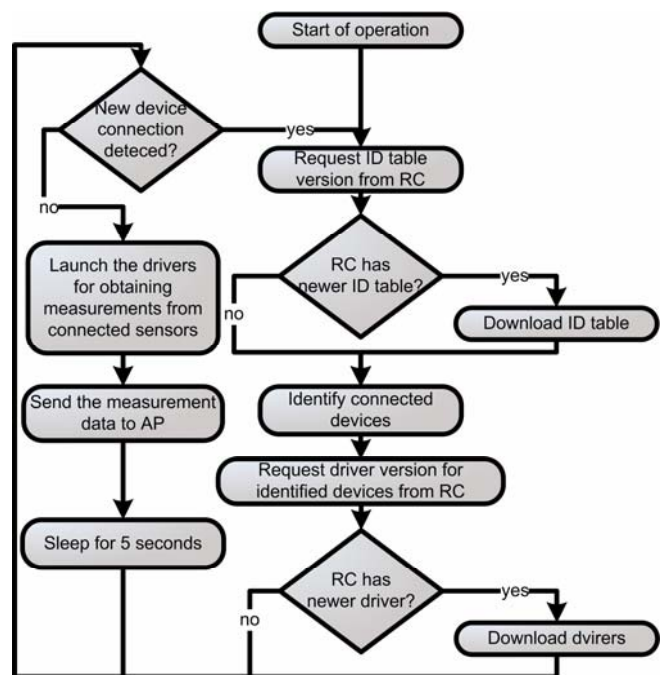 Start of operation
New device
connection
deteced?
yes
no
Request ID table
version from RC
Launch the drivers
for obtaining
measurements from
connected sensors
RC has
newer ID table?
yes
no
Download ID table
Send the measurement
data to AP
Identify connected
devices
Request driver version for
identified devices from RC
Sleep for 5 seconds
RC has
newer driver?
yes
no
Download dvirers